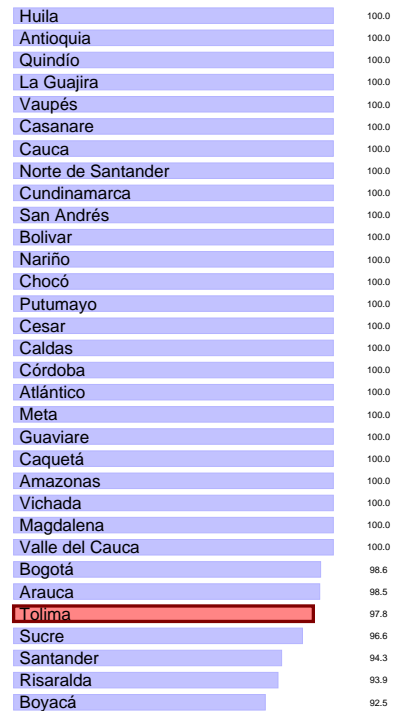 Huila 100.0
Antioquia 100.0
Quindío 100.0
La Guajira 100.0
Vaupés 100.0
Casanare 100.0
Cauca 100.0
Norte de Santander 100.0
Cundinamarca 100.0
San Andrés 100.0
Bolivar 100.0
Nariño 100.0
Chocó 100.0
Putumayo 100.0
Cesar 100.0
Caldas 100.0
Córdoba 100.0
Atlántico 100.0
Meta 100.0
Guaviare 100.0
Caquetá 100.0
Amazonas 100.0
Vichada 100.0
Magdalena 100.0
Valle del Cauca 100.0
Bogotá 98.6
Arauca 98.5
Tolima 97.8
Sucre 96.6
Santander 94.3
Risaralda 93.9
Boyacá 92.5